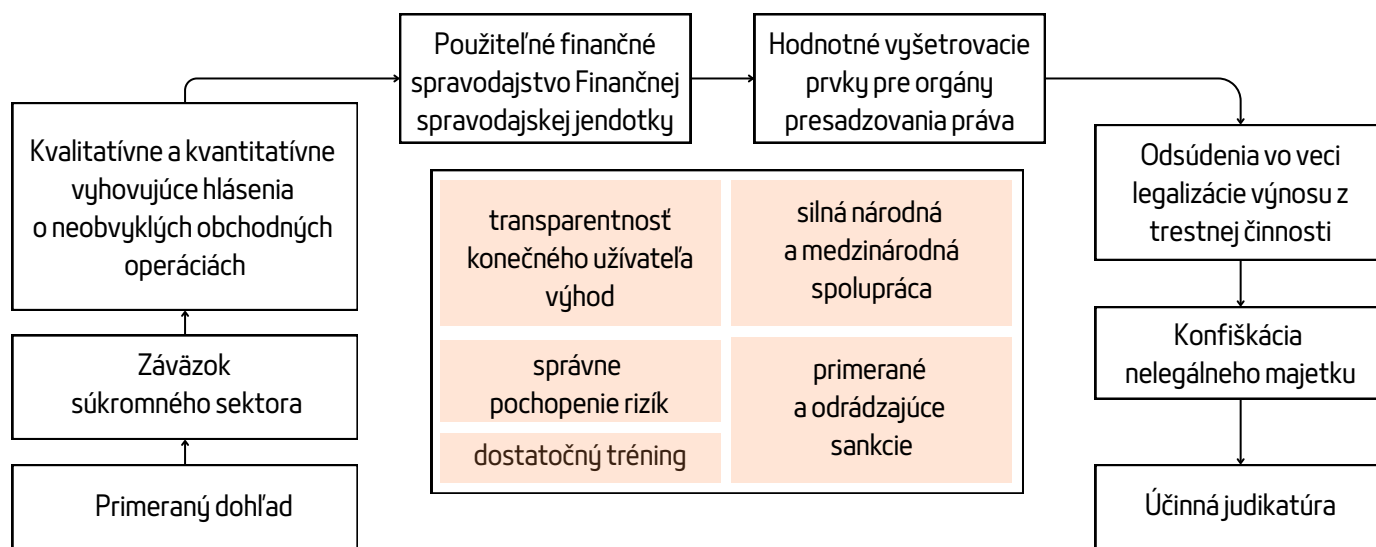 Použiteľné finančné
spravodajstvo Finančnej
spravodajskej jendotky
Hodnotné vyšetrovacie
prvky pre orgány
presadzovania práva
Kvalitatívne a kvantitatívne
vyhovujúce hlásenia
o neobvyklých obchodných
operáciách
Odsúdenia vo veci
legalizácie výnosu z
trestnej činnosti
transparentnosť
konečného užívateľa
výhod
silná národná
a medzinárodná
spolupráca
Záväzok
súkromného sektora
správne
pochopenie rizík
primerané
a odrádzajúce
sankcie
Konfiškácia
nelegálneho majetku
dostatočný tréning
Primeraný dohľad
Účinná judikatúra